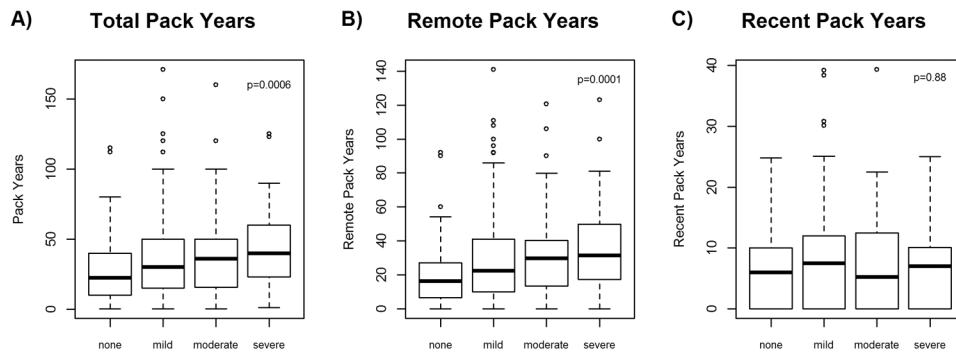 A) Total Pack Years
p=0.0006
Pack Years
150
100
50
0
none mild moderate severe
B) Remote Pack Years
p=0.0001
Remote Pack Years
140
120
100
80
60
40
20
0
none mild moderate severe
C) Recent Pack Years
p=0.88
Recent Pack Years
40
30
20
10
0
none mild moderate severe